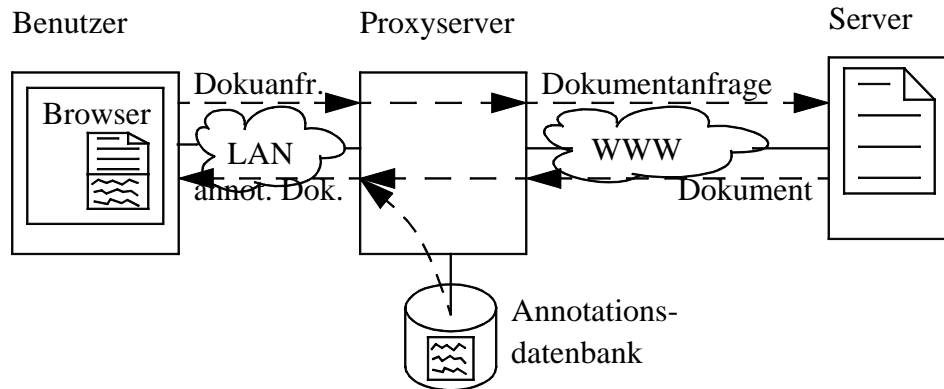 Benutzer
Proxyserver
Server
Dokuanfr.
Dokumentanfrage
Browser
LAN
WWW
annot. Dok.
Dokument
Annotations-
datenbank